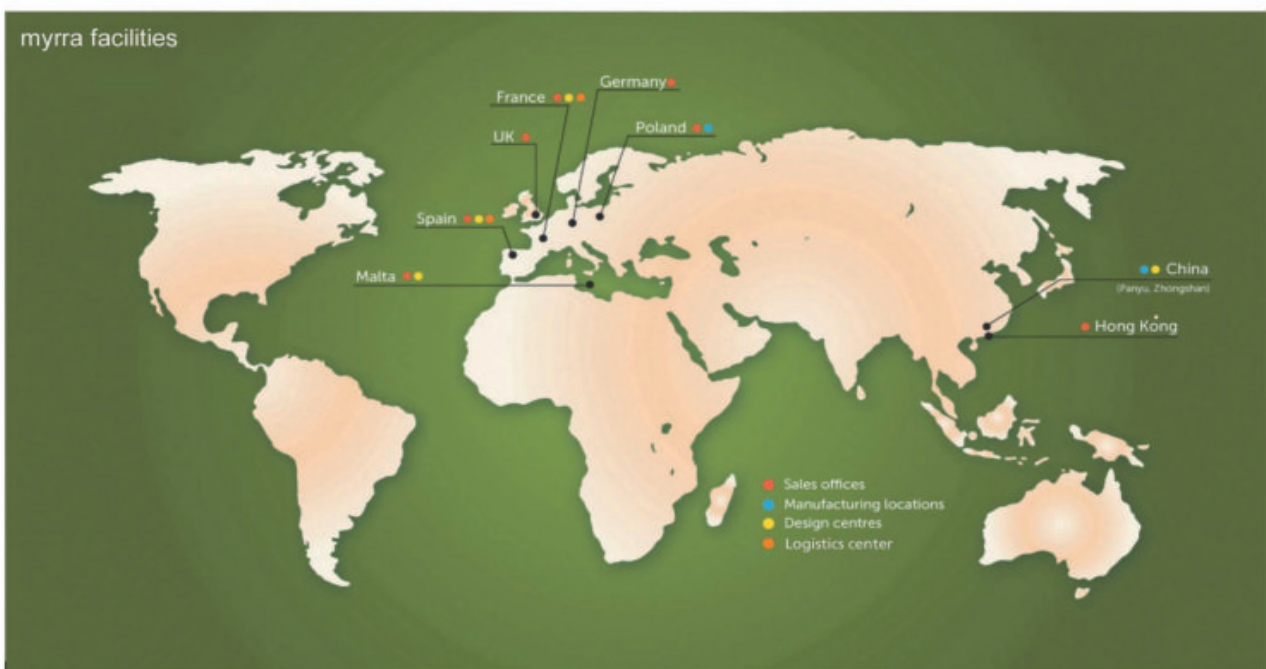 myrra facilities
Germany
France
Poland
UK
Spain
Malta
China
(Panyu, Zhongshan)
Hong Kong
Sales offices
Manufacturing locations
Design centres
Logistics center